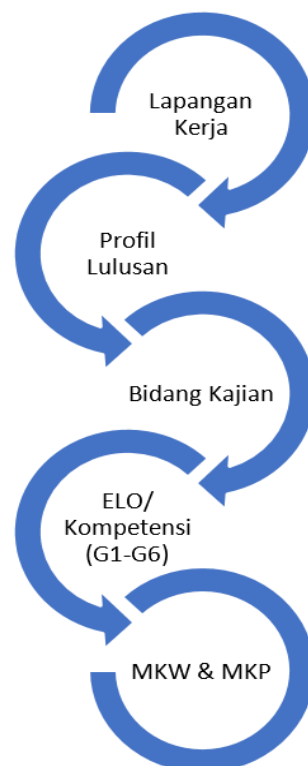 Lapangan
Kerja
Profil
Lulusan
Bidang Kajian
ELO/
Kompetensi
(G1-G6)
MKW & MKP